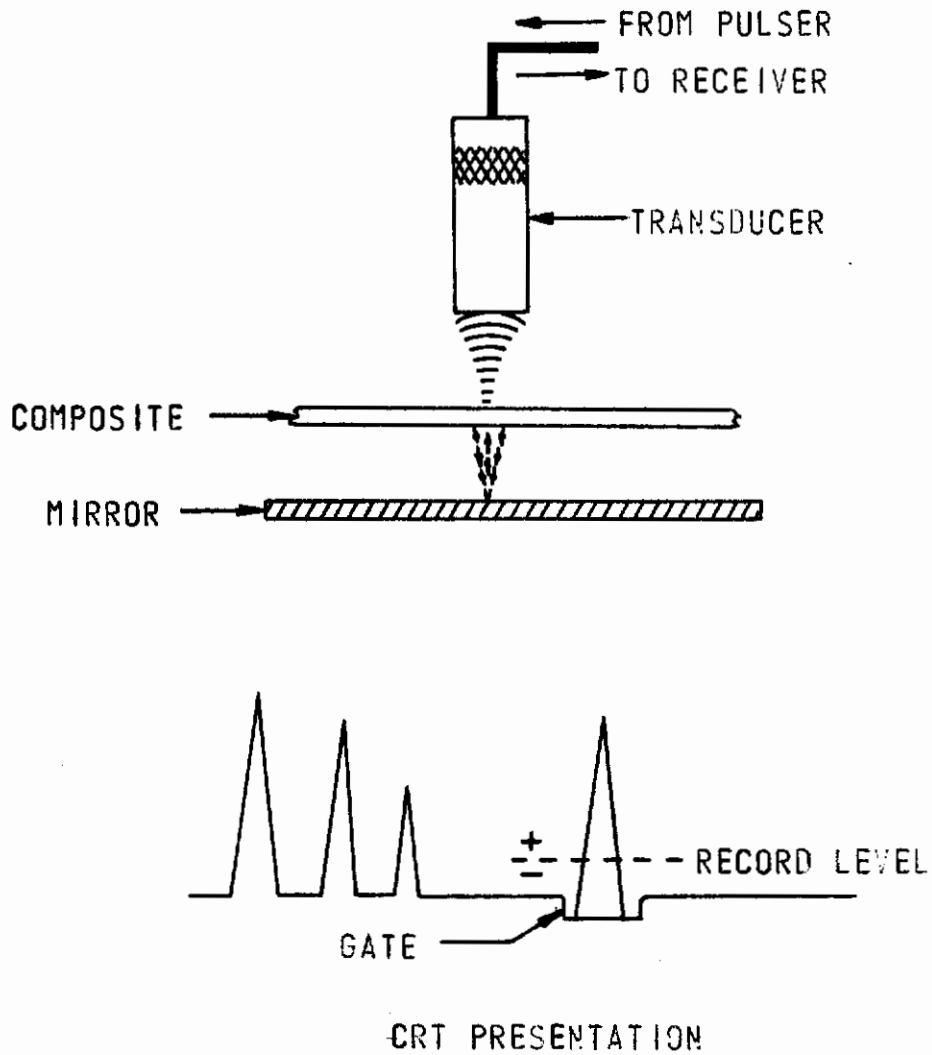 FROM PULSER
TO RECEIVER
TRANSDUCER
COMPOSITE
MIRROR
+
-
RECORD LEVEL
GATE
CRT PRESENTATION